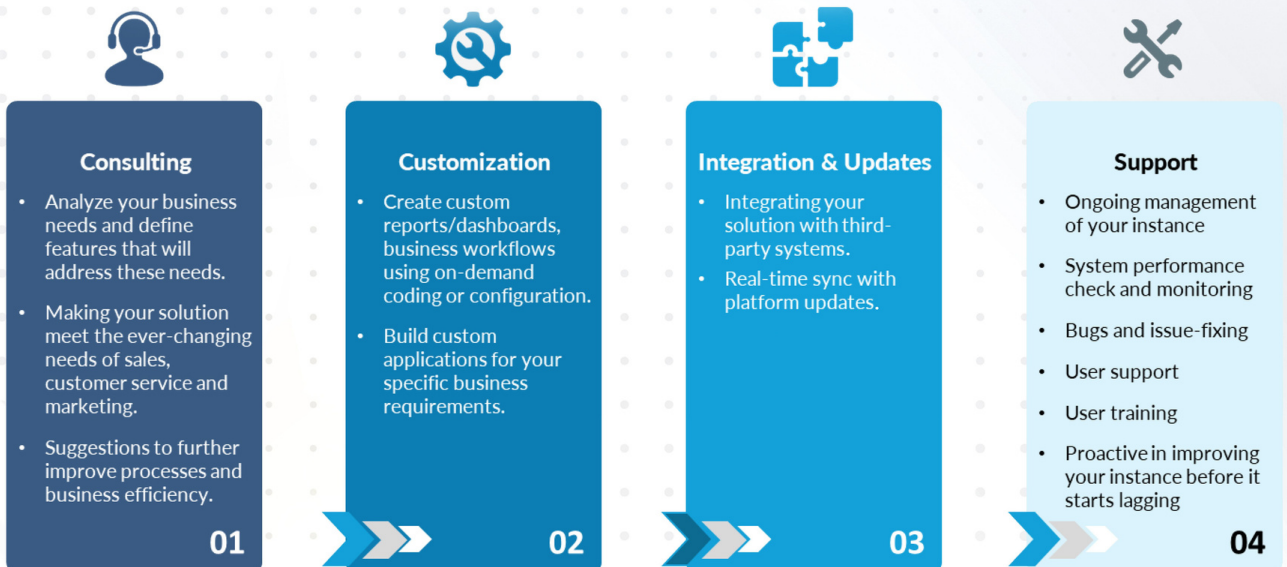 Consulting
• Analyze your business
needs and define
features that will
address these needs.
• Making your solution
meet the ever-changing
needs of sales,
customer service and
marketing.
• Suggestions to further
improve processes and
business efficiency.
01
Customization
• Create custom
reports/dashboards,
business workflows
using on-demand
coding or configuration.
• Build custom
applications for your
specific business
requirements.
02
Integration & Updates
• Integrating your
solution with third-
party systems.
• Real-time sync with
platform updates.
03
Support
• Ongoing management
of your instance
• System performance
check and monitoring
• Bugs and issue-fixing
• User support
• User training
• Proactive in improving
your instance before it
starts lagging
04